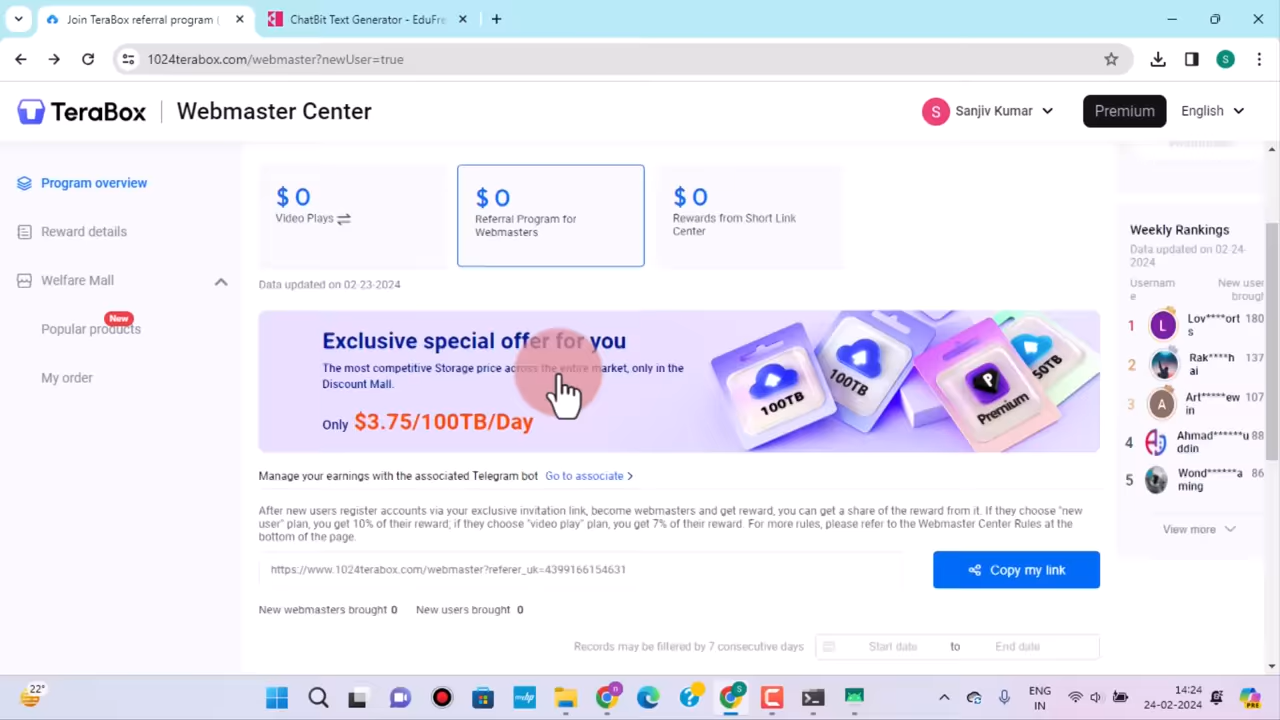 Join TeraBox referral program (
ChatBit Text Generator - EduFre
1024terabox.com/webmaster?newUser=true
S
TeraBox
Webmaster Center
S
Sanjiv Kumar
Premium
English
Program overview
Reward details
Welfare Mall
New
Popular products
My order
$ 0
Video Plays
$ 0
Referral Program for
Webmasters
$ 0
Rewards from Short Link
Center
Data updated on 02-23-2024
Exclusive special offer for you
The most competitive Storage price across the entire market, only in the
Discount Mall.
Only $3.75/100TB/Day
100TB
100TB
Premium
50TB
Manage your earnings with the associated Telegram bot Go to associate >
After new users register accounts via your exclusive invitation link, become webmasters and get reward, you can get a share of the reward from it. If they choose "new
user" plan, you get 10% of their reward; if they choose "video play" plan, you get 7% of their reward. For more rules, please refer to the Webmaster Center Rules at the
bottom of the page.
https://www.1024terabox.com/webmaster?referer_uk=4399166154631
Copy my link
New webmasters brought 0 New users brought 0
Records may be filtered by 7 consecutive days
Start date to End date
Weekly Rankings
Data updated on 02-24-
2024
Usernam
e
New user
brought
1 L Lov****ort
s 180
2 Rak****h
ai 137
3 A Art****ew
in 107
4 Ahmad******u
ddin 88
5 Wond******a
ming 86
View more
22°
ENG
IN
14:24
24-02-2024
PRE